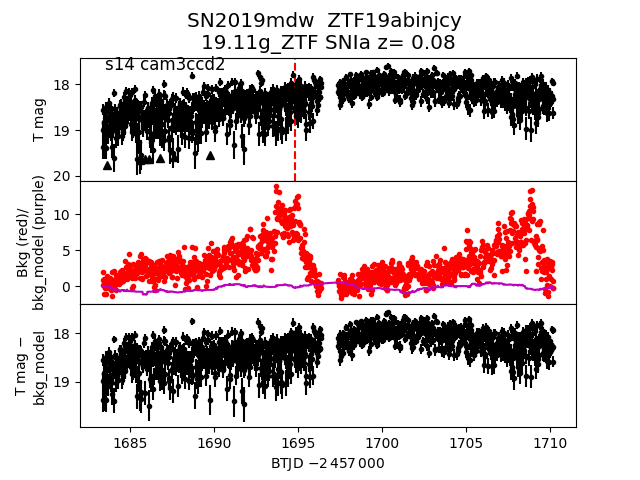 SN2019mdw  ZTF19abinjcy
19.11g_ZTF SNIa z= 0.08
s14 cam3ccd2
T mag
18
19
20
Bkg (red)/
bkg_model (purple)
10
5
0
T mag −
bkg_model
18
19
1685 1690 1695 1700 1705 1710
BTJD −2 457 000